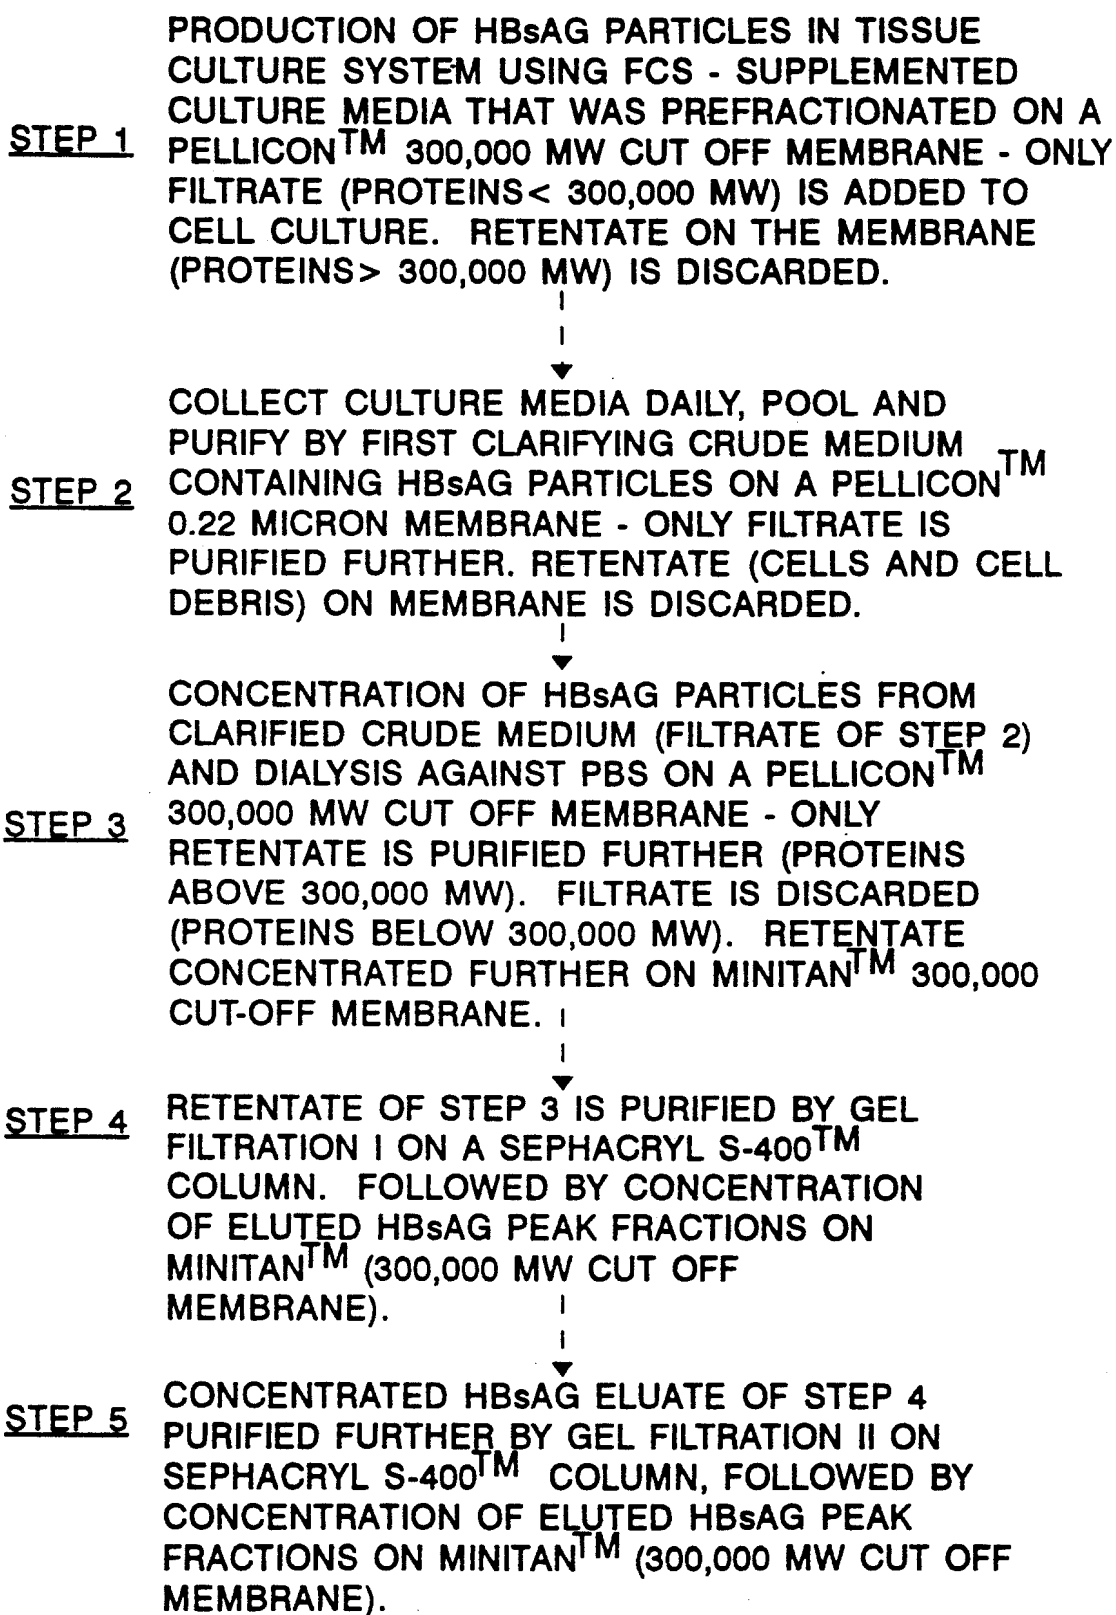 PRODUCTION OF HBsAG PARTICLES IN TISSUE
CULTURE SYSTEM USING FCS - SUPPLEMENTED
CULTURE MEDIA THAT WAS PREFRACTIONATED ON A
STEP 1 PELLICON™ 300,000 MW CUT OFF MEMBRANE - ONLY
FILTRATE (PROTEINS< 300,000 MW) IS ADDED TO
CELL CULTURE. RETENTATE ON THE MEMBRANE
(PROTEINS> 300,000 MW) IS DISCARDED.
COLLECT CULTURE MEDIA DAILY, POOL AND
PURIFY BY FIRST CLARIFYING CRUDE MEDIUM
STEP 2 CONTAINING HBsAG PARTICLES ON A PELLICON™
0.22 MICRON MEMBRANE - ONLY FILTRATE IS
PURIFIED FURTHER. RETENTATE (CELLS AND CELL
DEBRIS) ON MEMBRANE IS DISCARDED.
CONCENTRATION OF HBsAG PARTICLES FROM
CLARIFIED CRUDE MEDIUM (FILTRATE OF STEP 2)
AND DIALYSIS AGAINST PBS ON A PELLICON™
STEP 3 300,000 MW CUT OFF MEMBRANE - ONLY
RETENTATE IS PURIFIED FURTHER (PROTEINS
ABOVE 300,000 MW). FILTRATE IS DISCARDED
(PROTEINS BELOW 300,000 MW). RETENTATE
CONCENTRATED FURTHER ON MINITAN™ 300,000
CUT-OFF MEMBRANE.
STEP 4 RETENTATE OF STEP 3 IS PURIFIED BY GEL
FILTRATION I ON A SEPHACRYL S-400™
COLUMN. FOLLOWED BY CONCENTRATION
OF ELUTED HBsAG PEAK FRACTIONS ON
MINITAN™ (300,000 MW CUT OFF
MEMBRANE).
STEP 5 CONCENTRATED HBsAG ELUATE OF STEP 4
PURIFIED FURTHER BY GEL FILTRATION II ON
SEPHACRYL S-400™ COLUMN, FOLLOWED BY
CONCENTRATION OF ELUTED HBsAG PEAK
FRACTIONS ON MINITAN™ (300,000 MW CUT OFF
MEMBRANE).